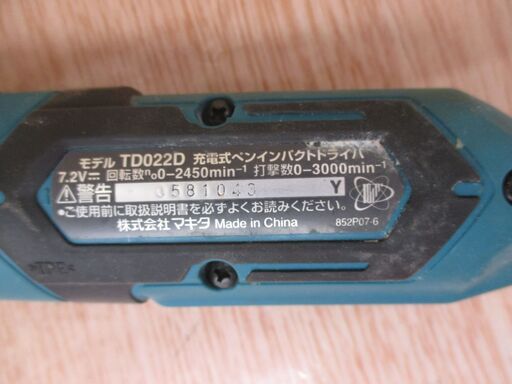 モデル TD022D 充電式ペンインパクトドライバ
7.2V⎓ 回転数n₀0-2450min⁻¹ 打撃数0-3000min⁻¹
⚠警告 0581043 Y
●ご使用前に取扱説明書を必ずよくお読みください。
株式会社マキタ Made in China 852P07-6
>TPE<